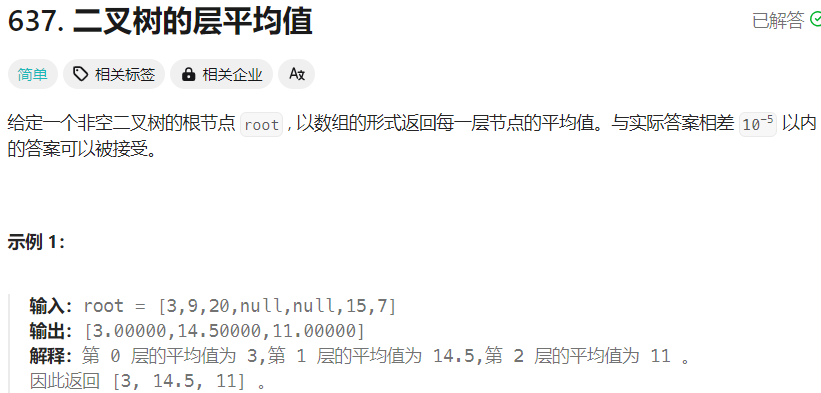 637. 二叉树的层平均值
已解答
简单 相关标签 相关企业 Ax
给定一个非空二叉树的根节点 root , 以数组的形式返回每一层节点的平均值。与实际答案相差 10⁻⁵ 以内
的答案可以被接受。
示例 1：
输入：root = [3,9,20,null,null,15,7]
输出：[3.00000,14.50000,11.00000]
解释：第 0 层的平均值为 3,第 1 层的平均值为 14.5,第 2 层的平均值为 11 。
因此返回 [3, 14.5, 11] 。